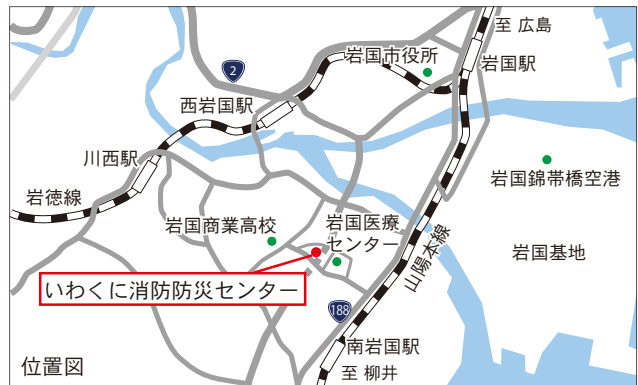 至 広島
岩国市役所
岩国駅
2
西岩国駅
川西駅
岩国錦帯橋空港
岩徳線
岩国商業高校
岩国医療
センター
山陽本線
岩国基地
いわくに消防防災センター
188
南岩国駅
位置図
至 柳井